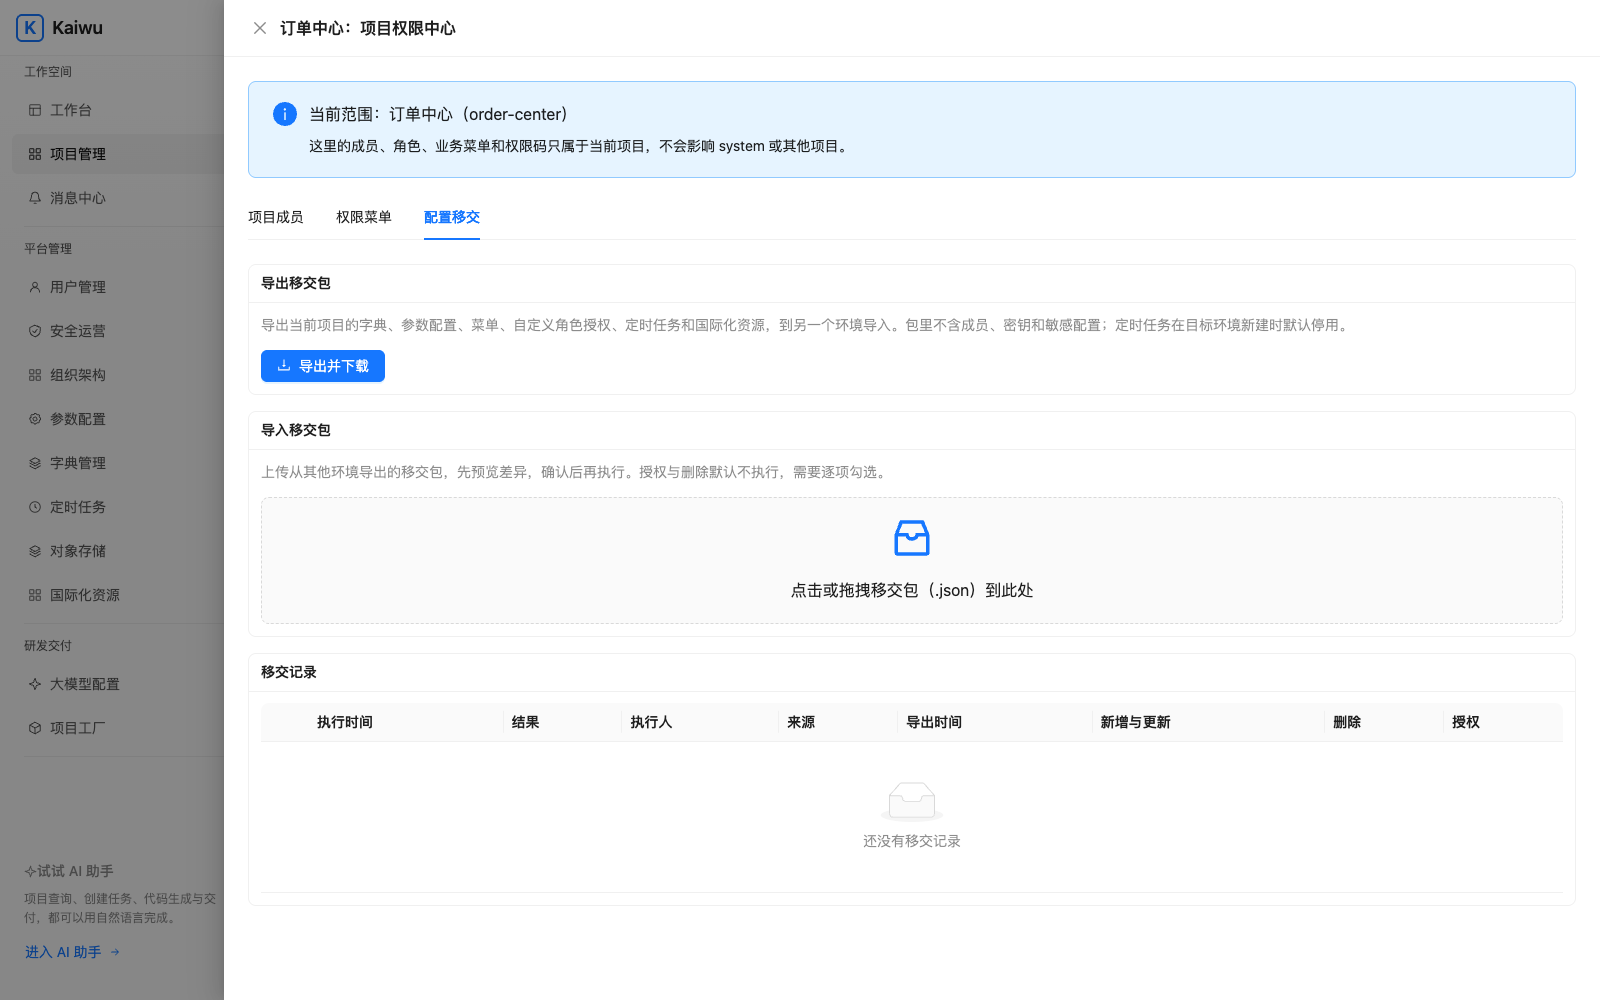 K Kaiwu
工作空间
工作台
项目管理
消息中心
平台管理
用户管理
安全运营
组织架构
参数配置
字典管理
定时任务
对象存储
国际化资源
研发交付
大模型配置
项目工厂
试试 AI 助手
项目查询、创建任务、代码生成与交
付，都可以用自然语言完成。
进入 AI 助手 →
订单中心：项目权限中心
当前范围：订单中心（order-center）
这里的成员、角色、业务菜单和权限码只属于当前项目，不会影响 system 或其他项目。
项目成员 权限菜单 配置移交
导出移交包
导出当前项目的字典、参数配置、菜单、自定义角色授权、定时任务和国际化资源，到另一个环境导入。包里不含成员、密钥和敏感配置；定时任务在目标环境新建时默认停用。
导出并下载
导入移交包
上传从其他环境导出的移交包，先预览差异，确认后再执行。授权与删除默认不执行，需要逐项勾选。
点击或拖拽移交包（.json）到此处
移交记录
执行时间 结果 执行人 来源 导出时间 新增与更新 删除 授权
还没有移交记录